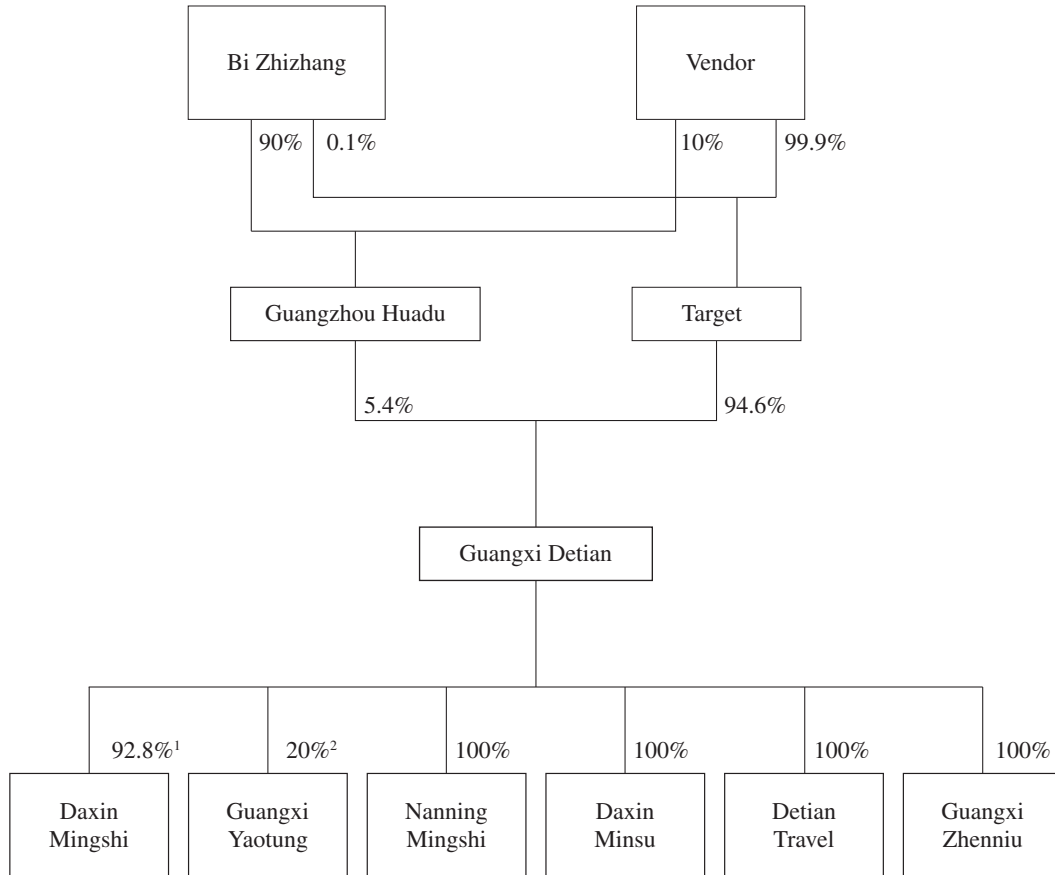 Bi Zhizhang
Vendor
90%
0.1%
10%
99.9%
Guangzhou Huadu
Target
5.4%
94.6%
Guangxi Detian
92.8%¹
20%²
100%
100%
100%
100%
Daxin
Mingshi
Guangxi
Yaotung
Nanning
Mingshi
Daxin
Minsu
Detian
Travel
Guangxi
Zhenniu